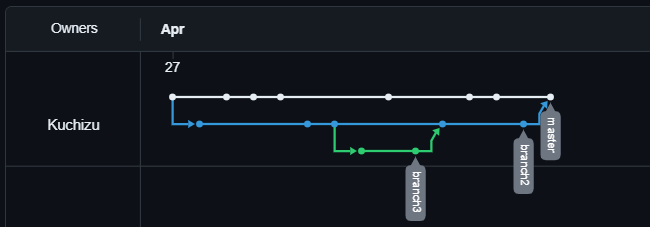 Owners
Apr
27
Kuchizu
master
branch2
branch3